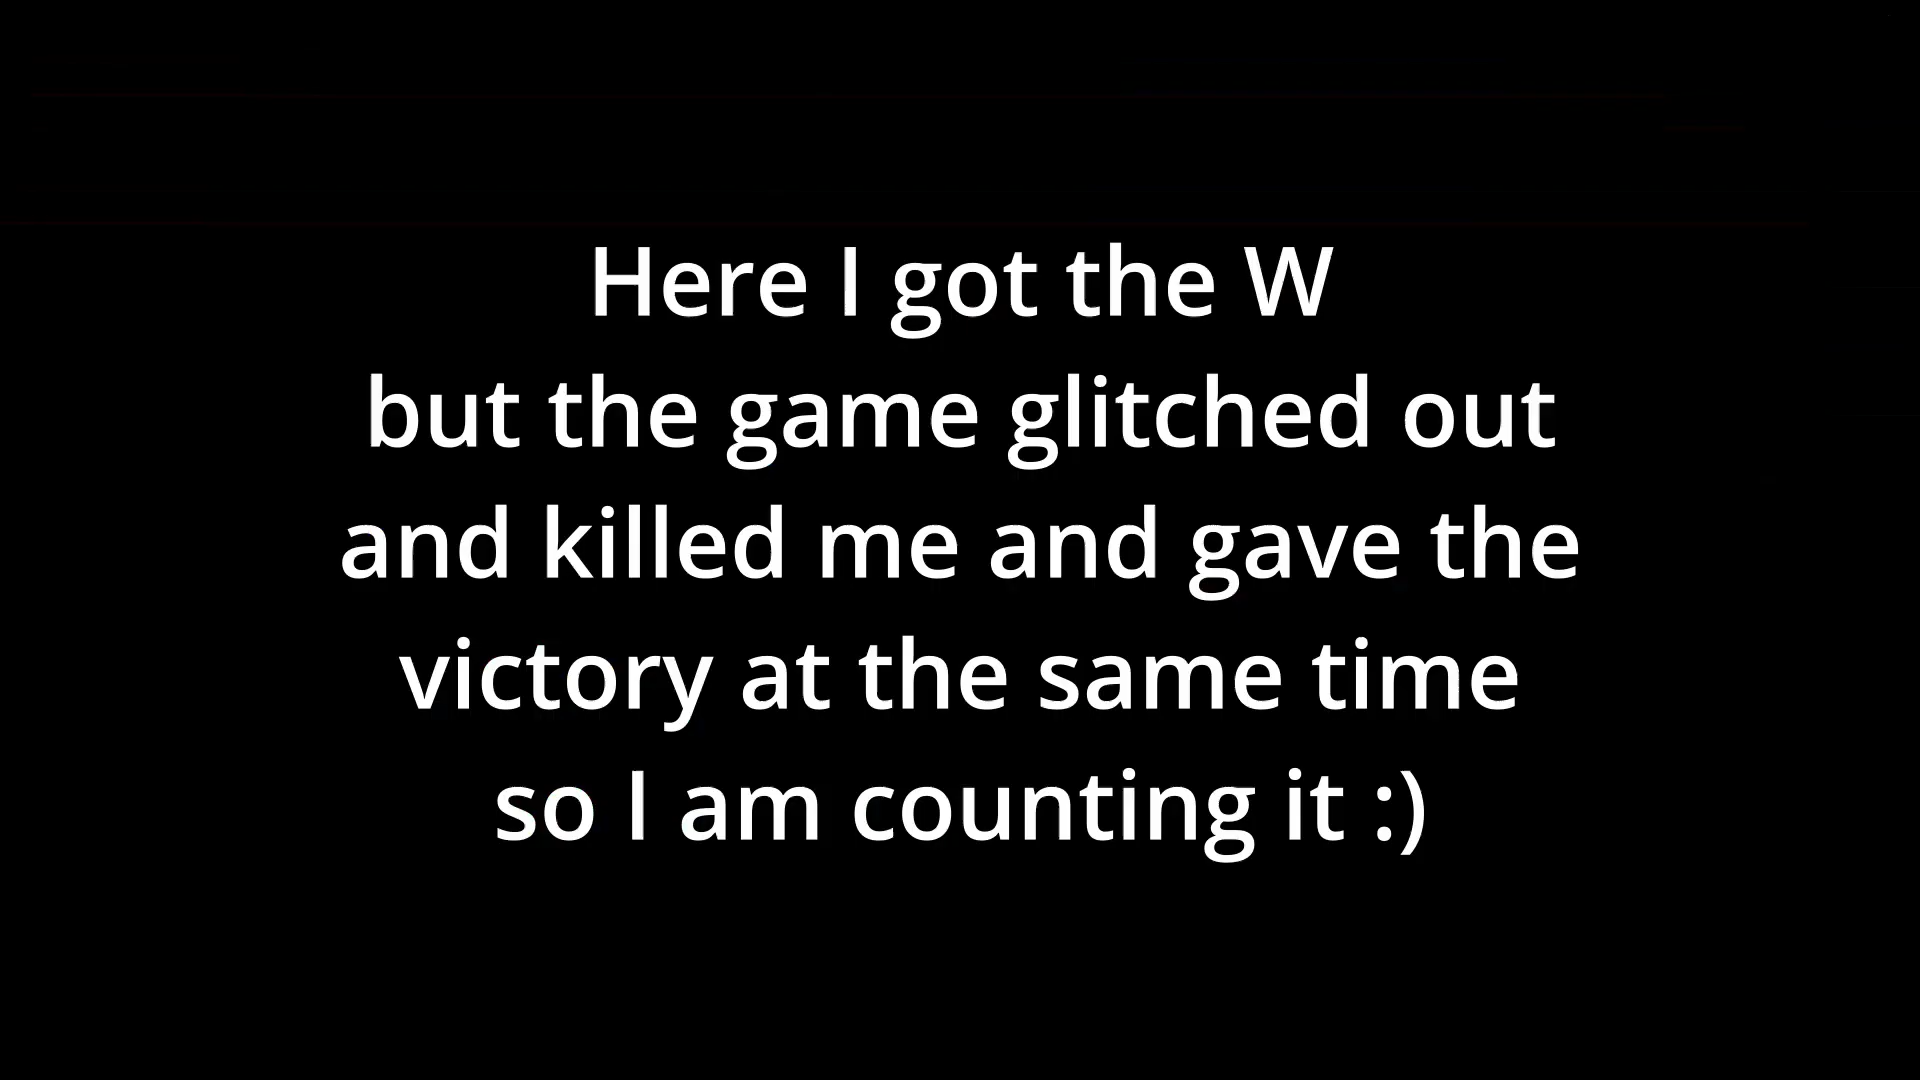 Here I got the W
but the game glitched out
and killed me and gave the
victory at the same time
so I am counting it :)